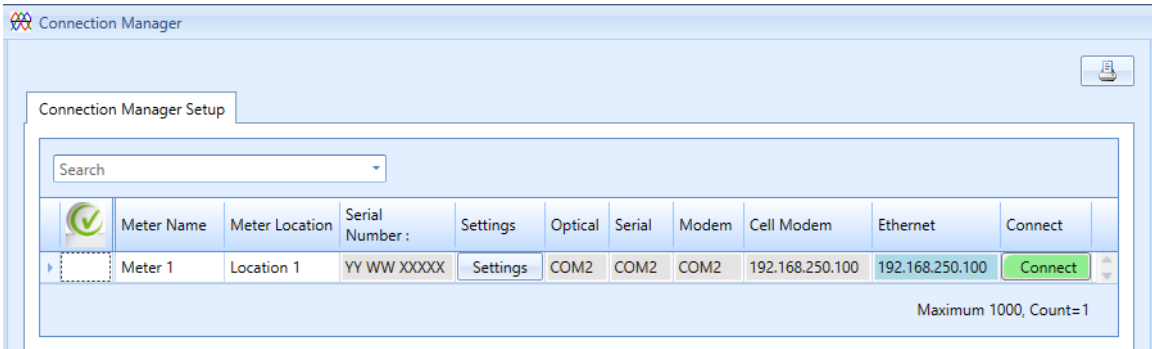 Connection Manager
Connection Manager Setup
Search
Meter Name Meter Location Serial Number : Settings Optical Serial Modem Cell Modem Ethernet Connect
Meter 1 Location 1 YY WW XXXXX Settings COM2 COM2 COM2 192.168.250.100 192.168.250.100 Connect
Maximum 1000, Count=1